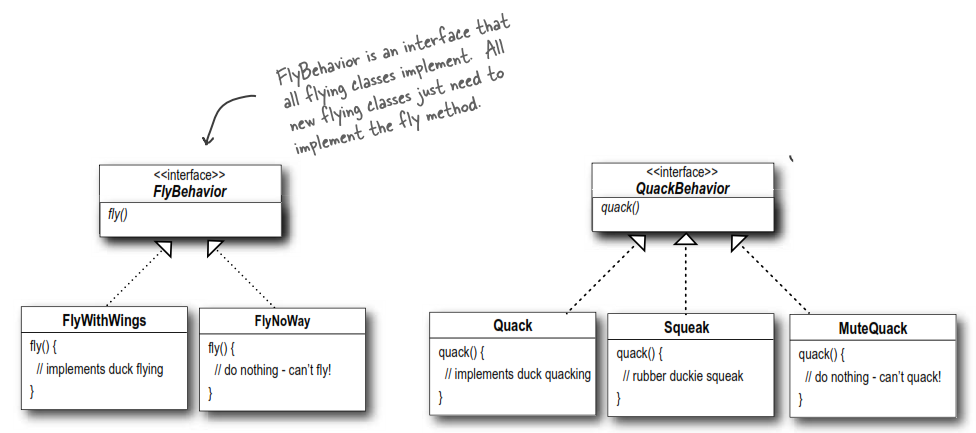 FlyBehavior is an interface that
all flying classes implement. All
new flying classes just need to
implement the fly method.
<<interface>>
FlyBehavior
fly()
<<interface>>
QuackBehavior
quack()
FlyWithWings
fly() {
// implements duck flying
}
FlyNoWay
fly() {
// do nothing - can't fly!
}
Quack
quack() {
// implements duck quacking
}
Squeak
quack() {
// rubber duckie squeak
}
MuteQuack
quack() {
// do nothing - can't quack!
}